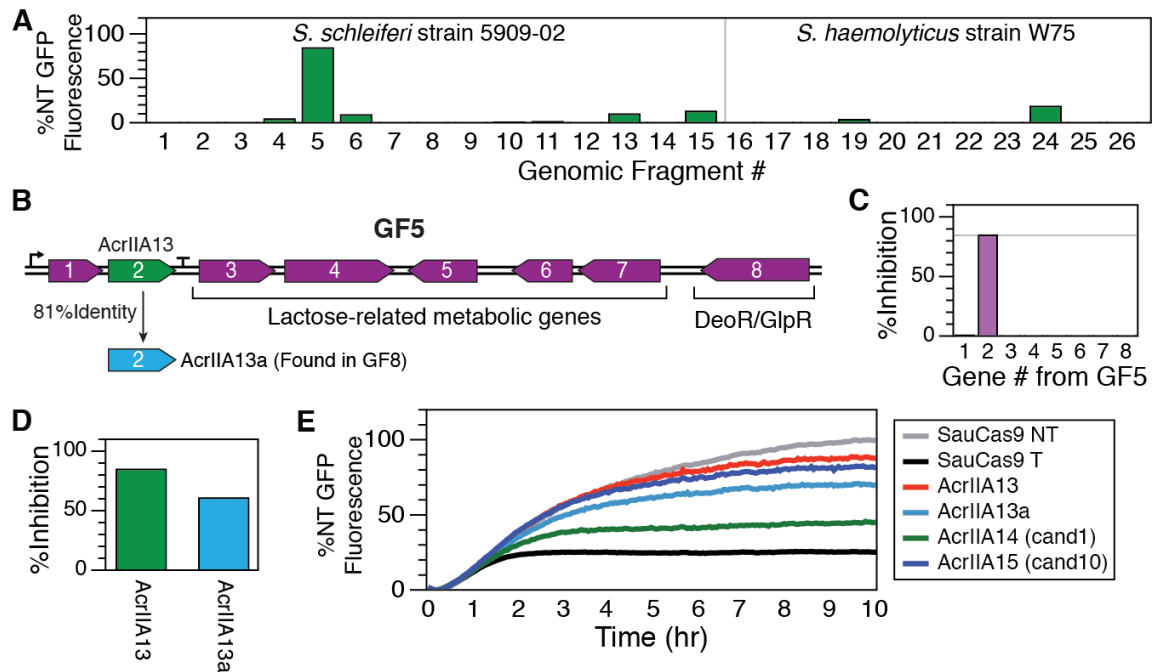 A
%NT GFP
Fluorescence
100
50
0
S. schleiferi strain 5909-02
S. haemolyticus strain W75
1 2 3 4 5 6 7 8 9 10 11 12 13 14 15 16 17 18 19 20 21 22 23 24 25 26
Genomic Fragment #
B
GF5
AcrIIA13
1 2 3 4 5 6 7 8
81%Identity
Lactose-related metabolic genes
DeoR/GlpR
2
AcrIIA13a (Found in GF8)
C
%Inhibition
100
50
0
1 2 3 4 5 6 7 8
Gene # from GF5
D
%Inhibition
100
50
0
AcrIIA13
AcrIIA13a
E
%NT GFP
Fluorescence
100
50
0
0 1 2 3 4 5 6 7 8 9 10
Time (hr)
SauCas9 NT
SauCas9 T
AcrIIA13
AcrIIA13a
AcrIIA14 (cand1)
AcrIIA15 (cand10)